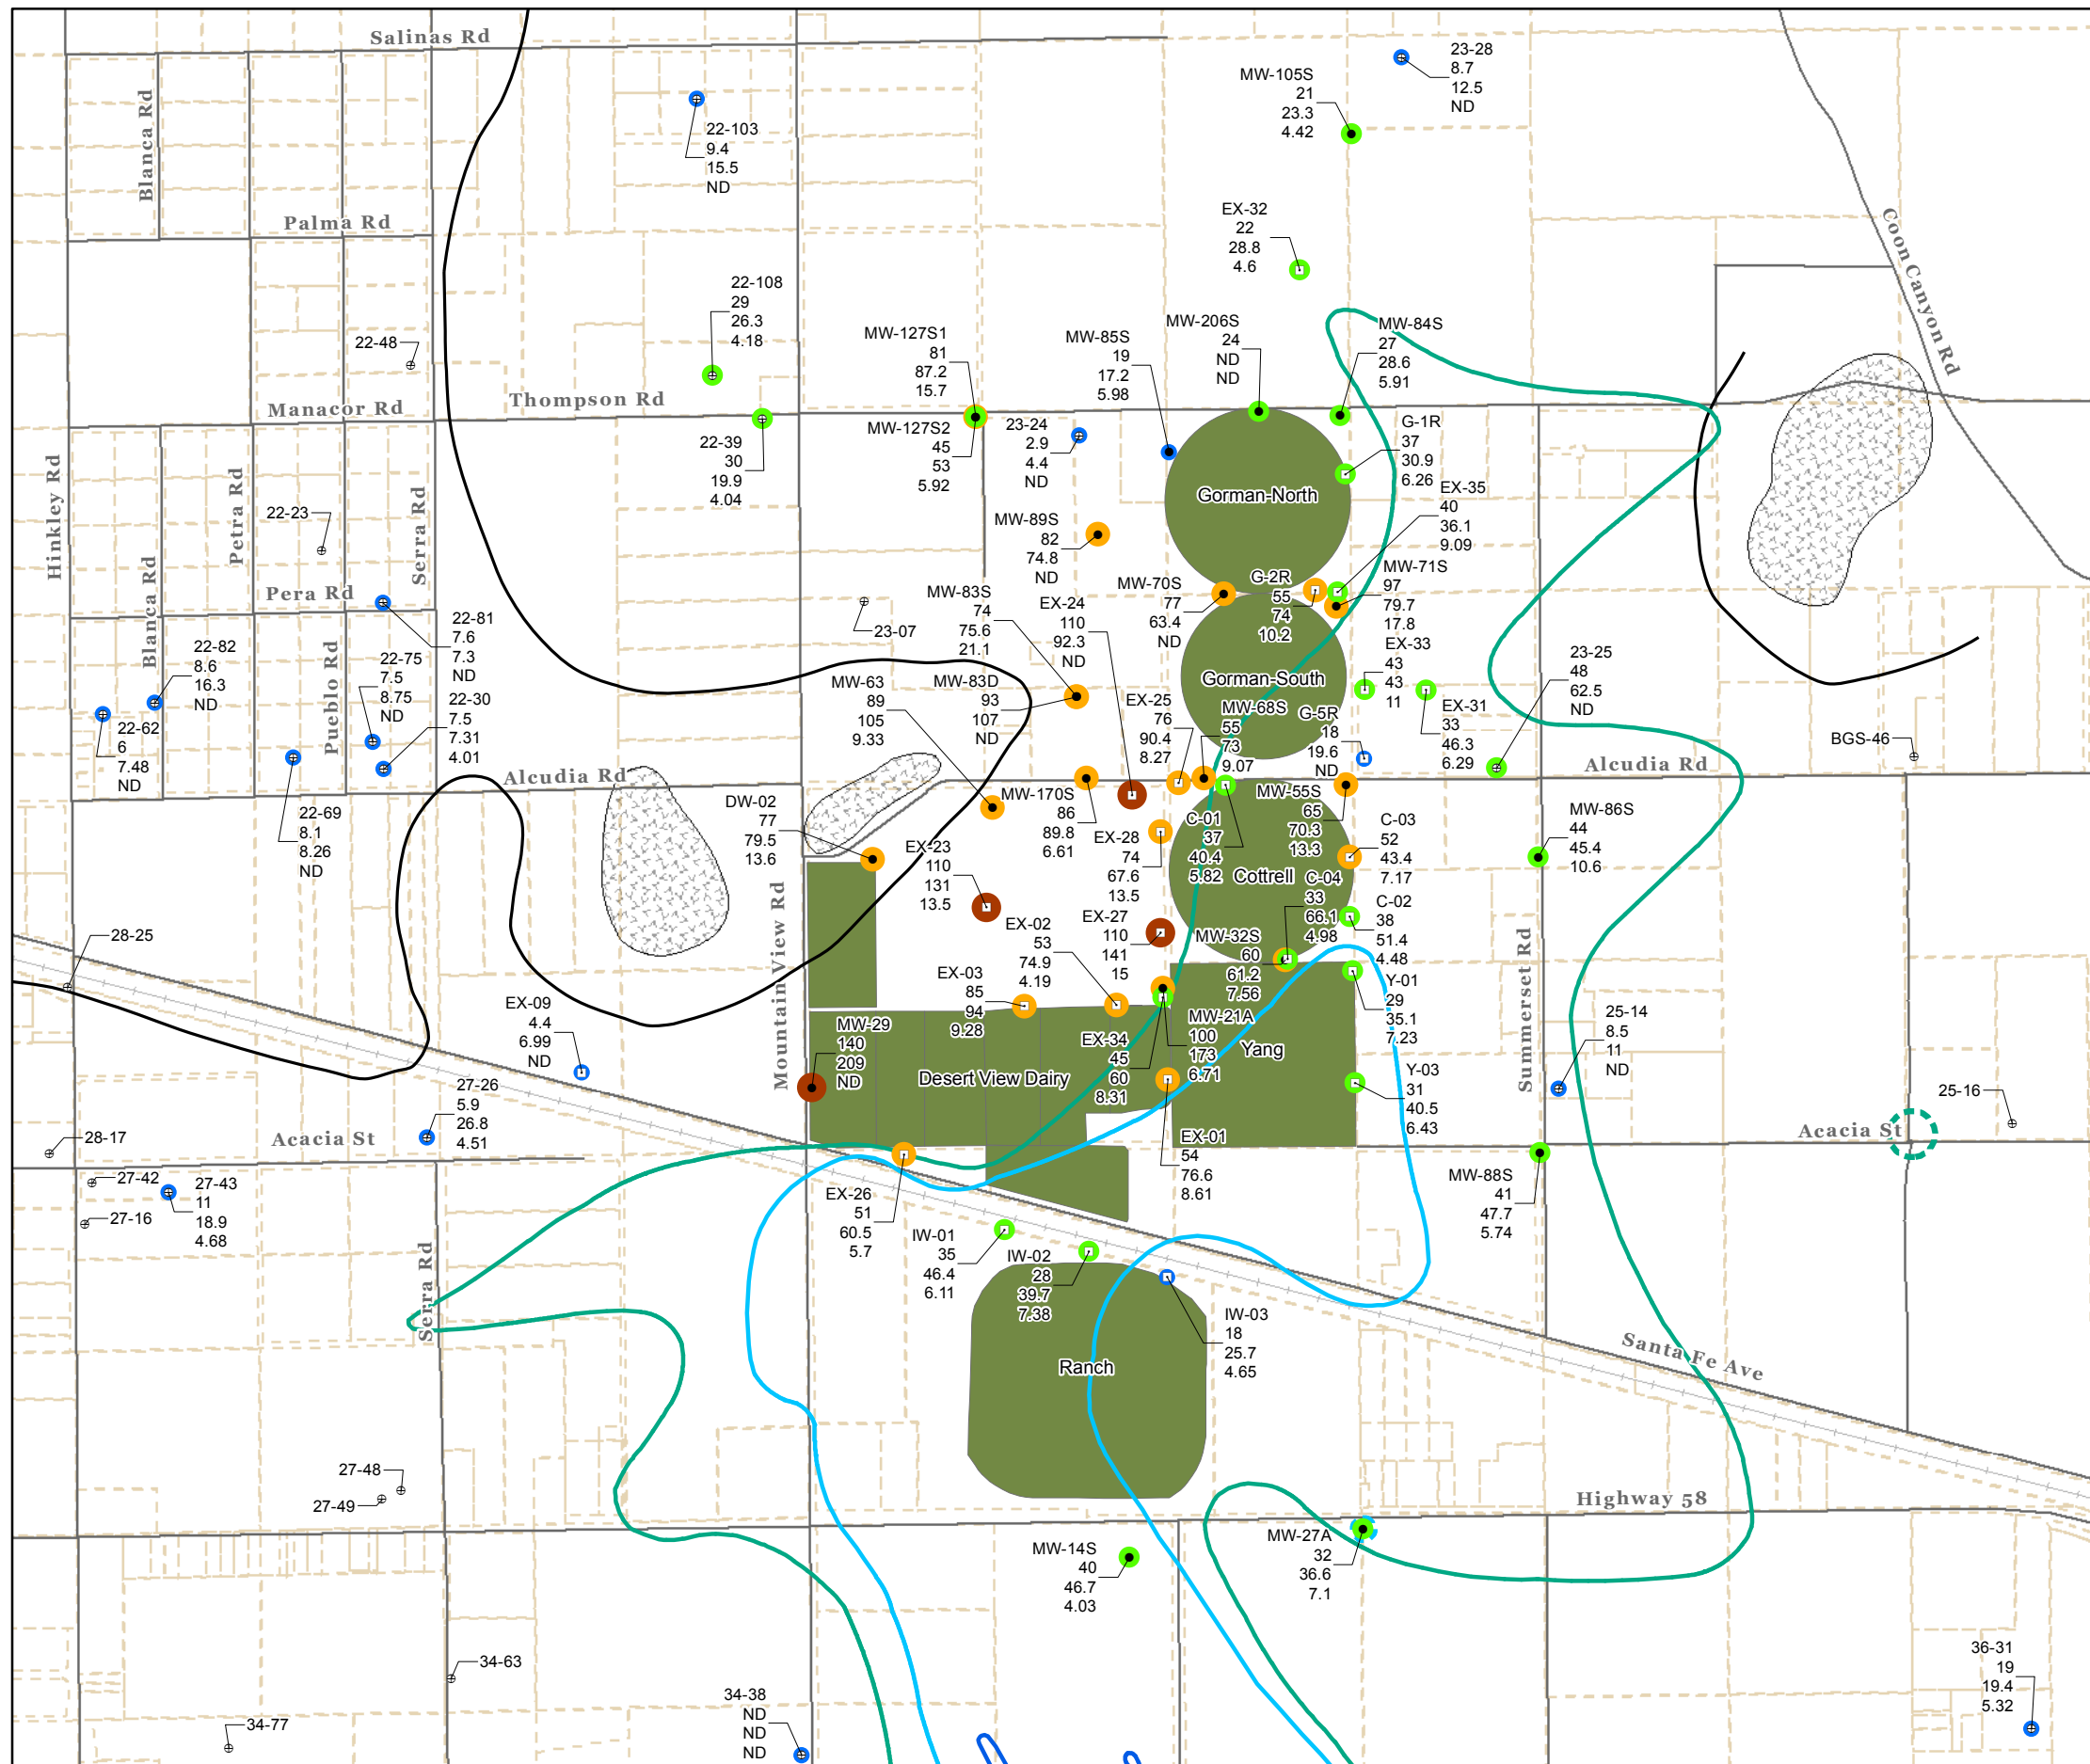 Salinas Rd
Blanca Rd
22-103
9.4
15.5
ND
MW-105S
21
23.3
4.42
23-28
8.7
12.5
ND
Palma Rd
EX-32
22
28.8
4.6
Coon Canyon Rd
22-108
29
26.3
4.18
22-48
MW-127S1
81
87.2
15.7
MW-85S
19
17.2
5.98
MW-206S
24
ND
ND
MW-84S
27
28.6
5.91
Manacor Rd
Thompson Rd
22-39
30
19.9
4.04
MW-127S2
45
53
5.92
23-24
2.9
4.4
ND
G-1R
37
30.9
6.26
Hinkley Rd
Petra Rd
Serra Rd
22-23
Gorman-North
EX-35
40
36.1
9.09
MW-89S
82
74.8
ND
Pera Rd
Blanca Rd
Pueblo Rd
22-81
7.6
7.3
ND
23-07
MW-83S
74
75.6
21.1
EX-24
110
92.3
ND
MW-70S
77
63.4
ND
G-2R
55
74
10.2
MW-71S
97
79.7
17.8
22-82
8.6
16.3
ND
22-75
7.5
8.75
ND
22-30
7.5
7.31
4.01
22-62
6
7.48
ND
MW-63
89
105
9.33
MW-83D
93
107
ND
EX-25
76
90.4
8.27
Gorman-South
MW-68S
55
73
9.07
G-5R
18
19.6
ND
EX-33
43
43
11
EX-31
33
46.3
6.29
23-25
48
62.5
ND
BGS-46
Alcudia Rd
Alcudia Rd
22-69
8.1
8.26
ND
DW-02
77
79.5
13.6
MW-170S
86
89.8
6.61
EX-28
74
67.6
13.5
C-01
37
40.4
5.82
MW-55S
65
70.3
13.3
C-03
52
43.4
7.17
MW-86S
44
45.4
10.6
EX-23
110
131
13.5
Cottrell
C-04
33
66.1
4.98
C-02
38
51.4
4.48
28-25
Mountain View Rd
EX-02
53
74.9
4.19
EX-27
110
141
15
MW-32S
60
61.2
7.56
Summerset Rd
EX-03
85
94
9.28
EX-09
4.4
6.99
ND
Y-01
29
35.1
7.23
MW-29
140
209
ND
Desert View Dairy
EX-34
45
60
8.31
MW-21A
100
173
6.71
Yang
25-14
8.5
11
ND
27-26
5.9
26.8
4.51
Y-03
31
40.5
6.43
25-16
28-17
Acacia St
Acacia St
EX-01
54
76.6
8.61
27-42
27-43
11
18.9
4.68
27-16
EX-26
51
60.5
5.7
MW-88S
41
47.7
5.74
Serra Rd
IW-01
35
46.4
6.11
IW-02
28
39.7
7.38
IW-03
18
25.7
4.65
Ranch
Santa Fe Ave
27-48
27-49
Highway 58
MW-14S
40
46.7
4.03
MW-27A
32
36.6
7.1
34-63
34-77
34-38
ND
ND
ND
36-31
19
19.4
5.32